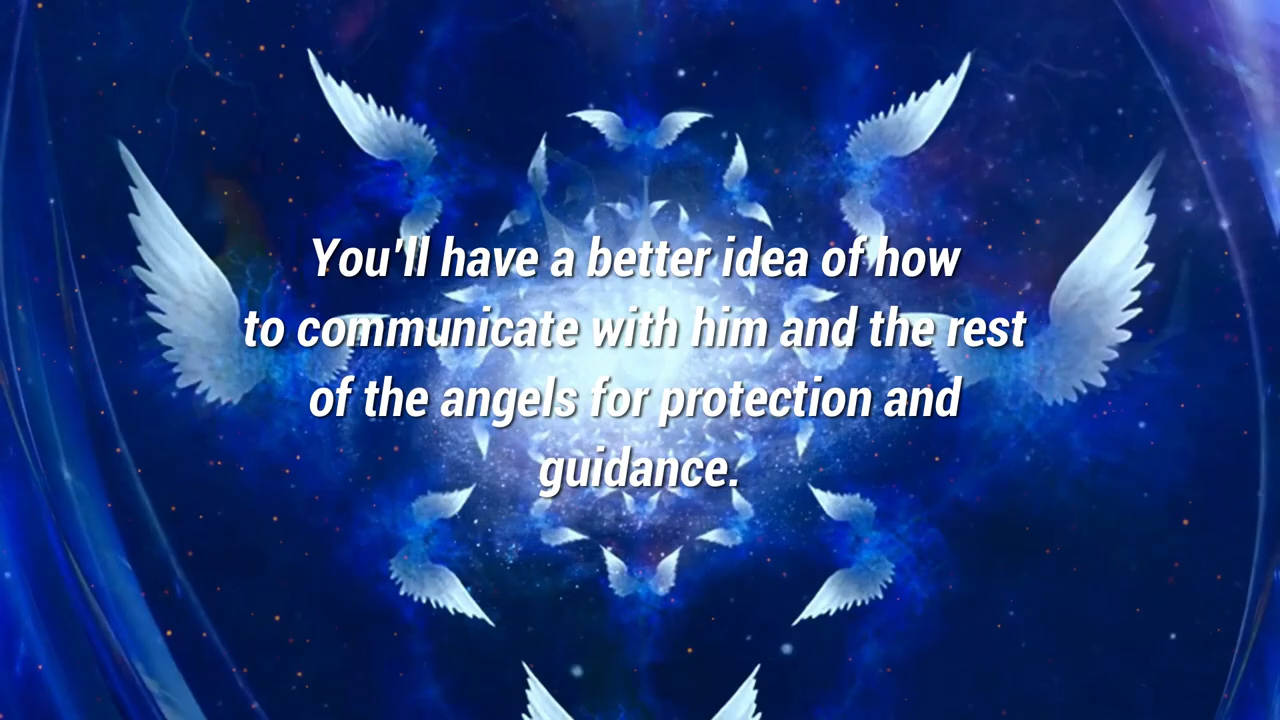 You'll have a better idea of how
to communicate with him and the rest
of the angels for protection and
guidance.